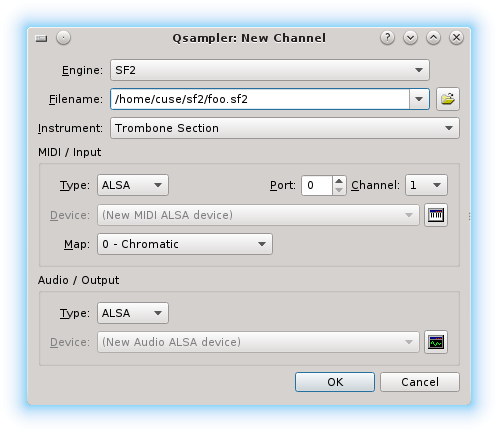 Qsampler: New Channel
Engine: SF2
Filename: /home/cuse/sf2/foo.sf2
Instrument: Trombone Section
MIDI / Input
Type: ALSA Port: 0 Channel: 1
Device: (New MIDI ALSA device)
Map: 0 - Chromatic
Audio / Output
Type: ALSA
Device: (New Audio ALSA device)
OK Cancel